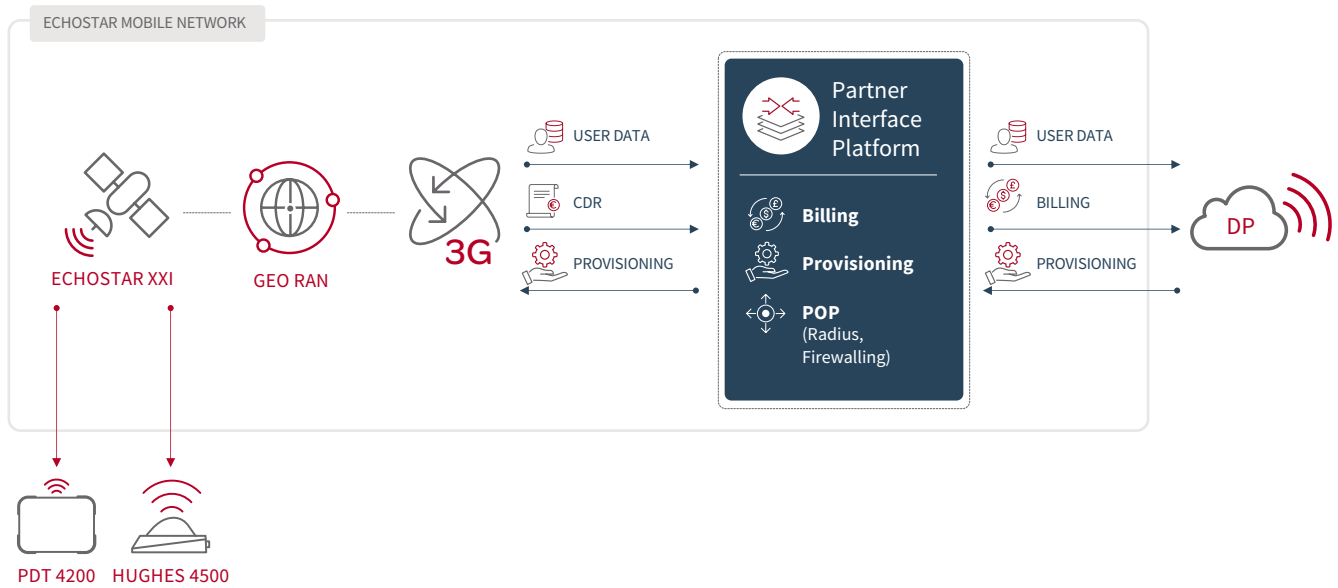 ECHOSTAR MOBILE NETWORK
ECHOSTAR XXI
GEO RAN
3G
USER DATA
CDR
PROVISIONING
Partner
Interface
Platform
Billing
Provisioning
POP
(Radius,
Firewalling)
USER DATA
BILLING
PROVISIONING
DP
PDT 4200
HUGHES 4500